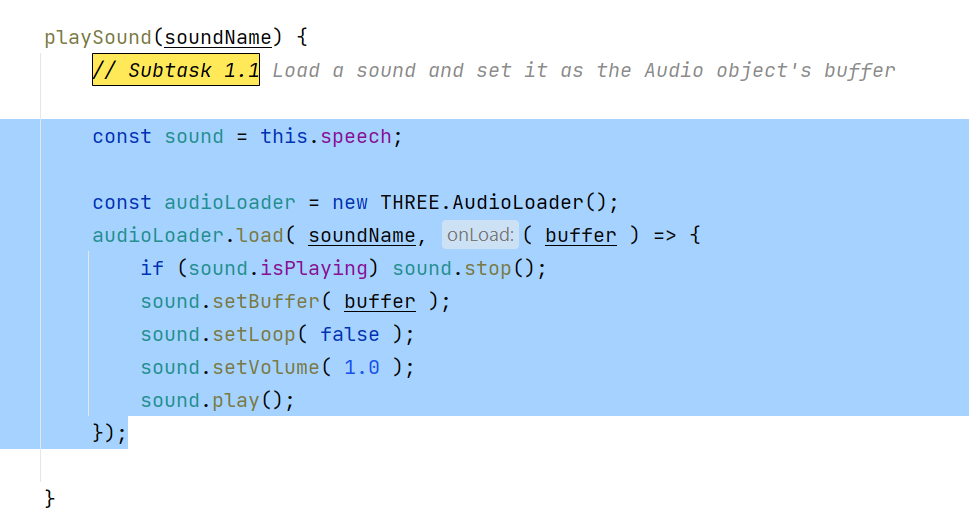 playSound(soundName) {
// Subtask 1.1 Load a sound and set it as the Audio object's buffer
const sound = this.speech;
const audioLoader = new THREE.AudioLoader();
audioLoader.load( soundName, onLoad: ( buffer ) => {
if (sound.isPlaying) sound.stop();
sound.setBuffer( buffer );
sound.setLoop( false );
sound.setVolume( 1.0 );
sound.play();
});
}